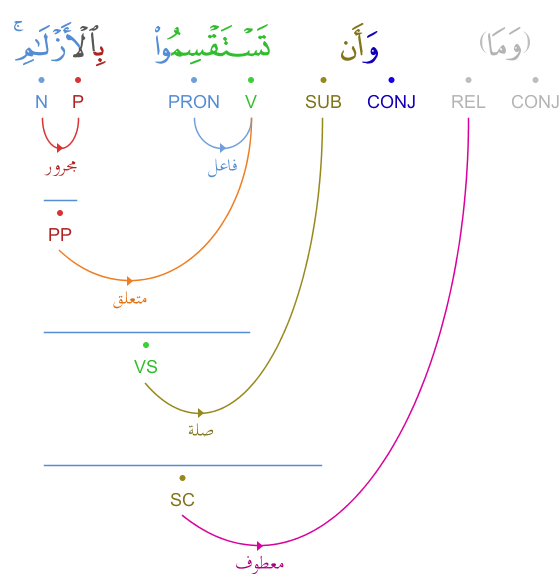 (وَمَا) وَأَن تَسْتَقْسِمُوا۟ بِٱلْأَزْلَـٰمِ ۚ
CONJ REL CONJ SUB V PRON P N
فاعل مجرور
PP
متعلق
VS
صلة
SC
معطوف